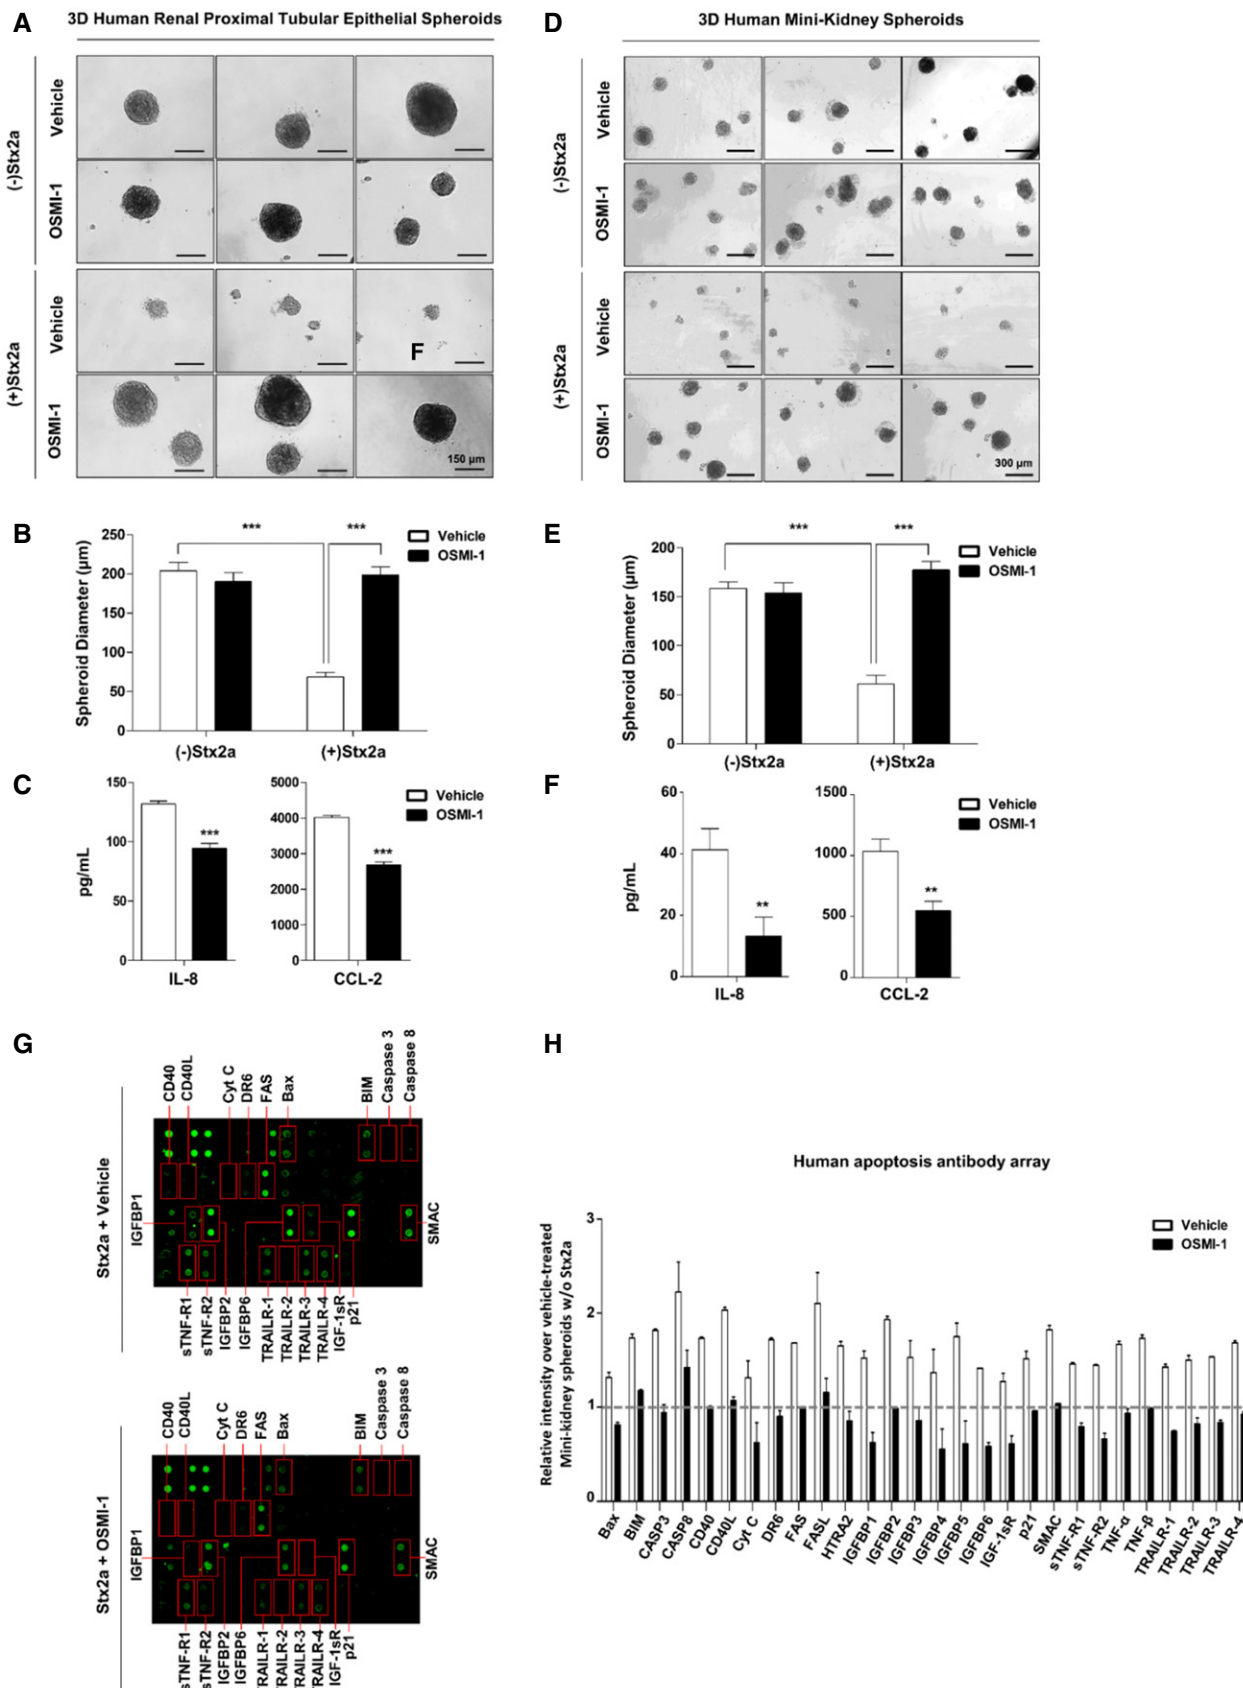 A
3D Human Renal Proximal Tubular Epithelial Spheroids
(-)Stx2a
Vehicle
OSMI-1
(+)Stx2a
Vehicle
OSMI-1
F
150 µm
D
3D Human Mini-Kidney Spheroids
(-)Stx2a
Vehicle
OSMI-1
(+)Stx2a
Vehicle
OSMI-1
300 µm
B
Spheroid Diameter (µm)
250
200
150
100
50
0
***
***
Vehicle
OSMI-1
(-)Stx2a
(+)Stx2a
E
Spheroid Diameter (µm)
200
150
100
50
0
***
***
Vehicle
OSMI-1
(-)Stx2a
(+)Stx2a
C
pg/mL
150
100
50
0
***
IL-8
5000
4000
3000
2000
1000
0
***
CCL-2
Vehicle
OSMI-1
F
pg/mL
60
40
20
0
**
IL-8
1500
1000
500
0
**
CCL-2
Vehicle
OSMI-1
G
Stx2a + Vehicle
CD40
CD40L
Cyt C
DR6
FAS
Bax
BIM
Caspase 3
Caspase 8
IGFBP1
SMAC
sTNF-R1
sTNF-R2
IGFBP2
IGFBP6
TRAILR-1
TRAILR-2
TRAILR-3
TRAILR-4
IGF-1sR
p21
Stx2a + OSMI-1
CD40
CD40L
Cyt C
DR6
FAS
Bax
BIM
Caspase 3
Caspase 8
IGFBP1
SMAC
sTNF-R1
sTNF-R2
IGFBP2
IGFBP6
TRAILR-1
TRAILR-2
TRAILR-3
TRAILR-4
IGF-1sR
p21
H
Human apoptosis antibody array
Relative intensity over vehicle-treated
Mini-kidney spheroids w/o Stx2a
3
2
1
0
Vehicle
OSMI-1
Bax
BIM
CASP3
CASP8
CD40
CD40L
Cyt C
DR6
FAS
FASL
HTRA2
IGFBP1
IGFBP2
IGFBP3
IGFBP4
IGFBP5
IGFBP6
IGF-1sR
p21
SMAC
sTNF-R1
sTNF-R2
TNF-α
TNF-β
TRAILR-1
TRAILR-2
TRAILR-3
TRAILR-4